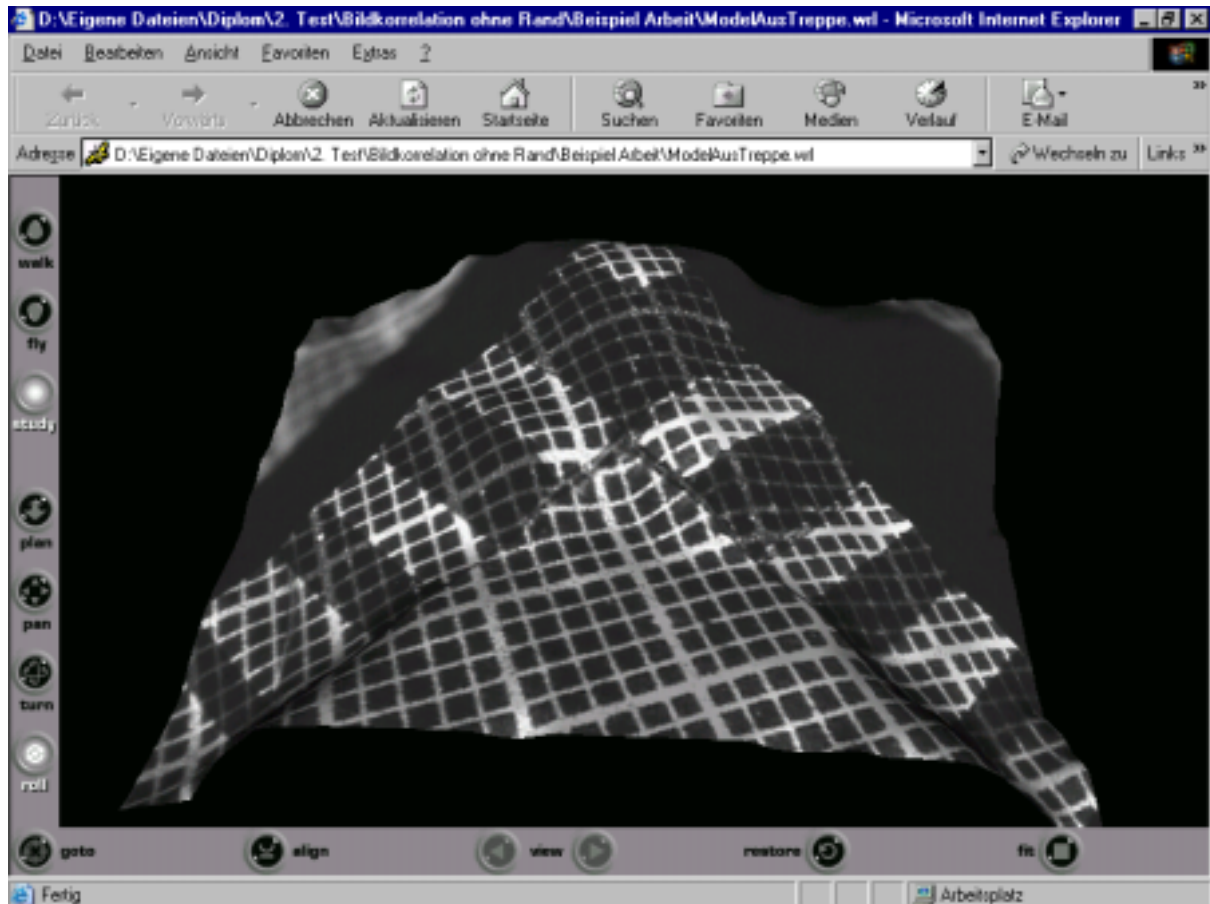 D:\Eigene Dateien\Diplom\2. Test\Bildkorrelation ohne Rand\Beispiel Arbeit\ModelAusTreppe.wrl - Microsoft Internet Explorer
Datei Bearbeiten Ansicht Favoriten Extras ?
Zurück Vorwärts Abbrechen Aktualisieren Startseite Suchen Favoriten Medien Verlauf E-Mail »
Adresse D:\Eigene Dateien\Diplom\2. Test\Bildkorrelation ohne Rand\Beispiel Arbeit\ModelAusTreppe.wrl Wechseln zu Links »
walk
fly
study
plan
pan
turn
roll
goto align view restore fit
Fertig Arbeitsplatz